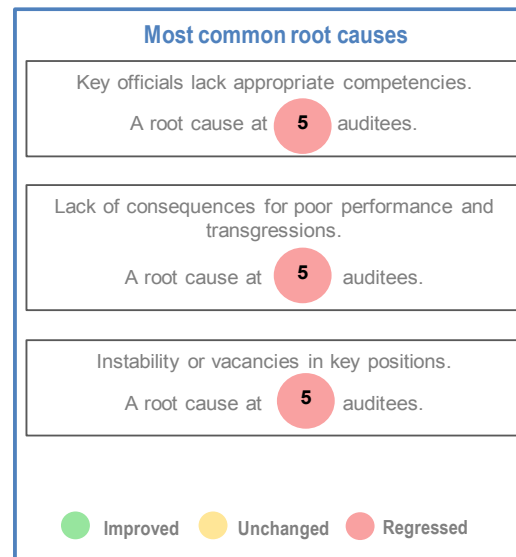 Most common root causes
Key officials lack appropriate competencies.
A root cause at 5 auditees.
Lack of consequences for poor performance and
transgressions.
A root cause at 5 auditees.
Instability or vacancies in key positions.
A root cause at 5 auditees.
Improved Unchanged Regressed